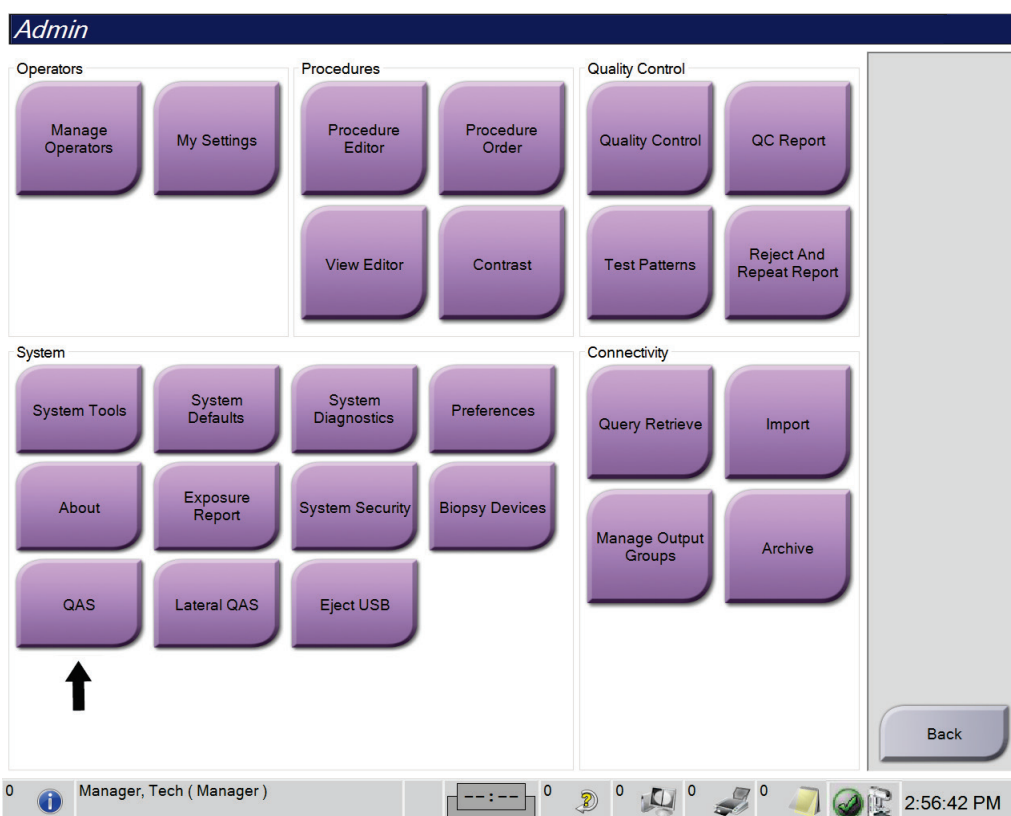 Admin
Operators
Manage
Operators
My Settings
Procedures
Procedure
Editor
Procedure
Order
View Editor
Contrast
Quality Control
Quality Control
QC Report
Test Patterns
Reject And
Repeat Report
System
System Tools
System
Defaults
System
Diagnostics
Preferences
About
Exposure
Report
System Security
Biopsy Devices
QAS
Lateral QAS
Eject USB
Connectivity
Query Retrieve
Import
Manage Output
Groups
Archive
Back
0
Manager, Tech ( Manager )
--:--
0
0
0
0
2:56:42 PM